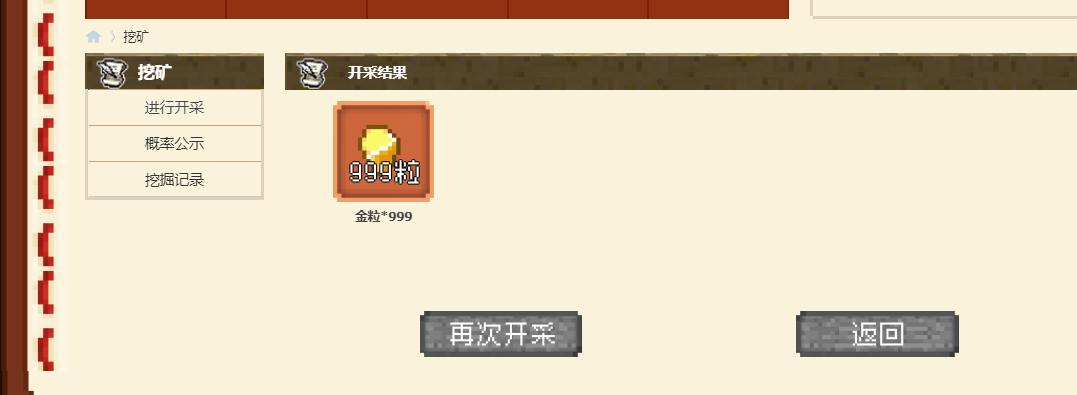 挖矿
挖矿
进行开采
概率公示
挖掘记录
开采结果
999粒
金粒*999
再次开采
返回